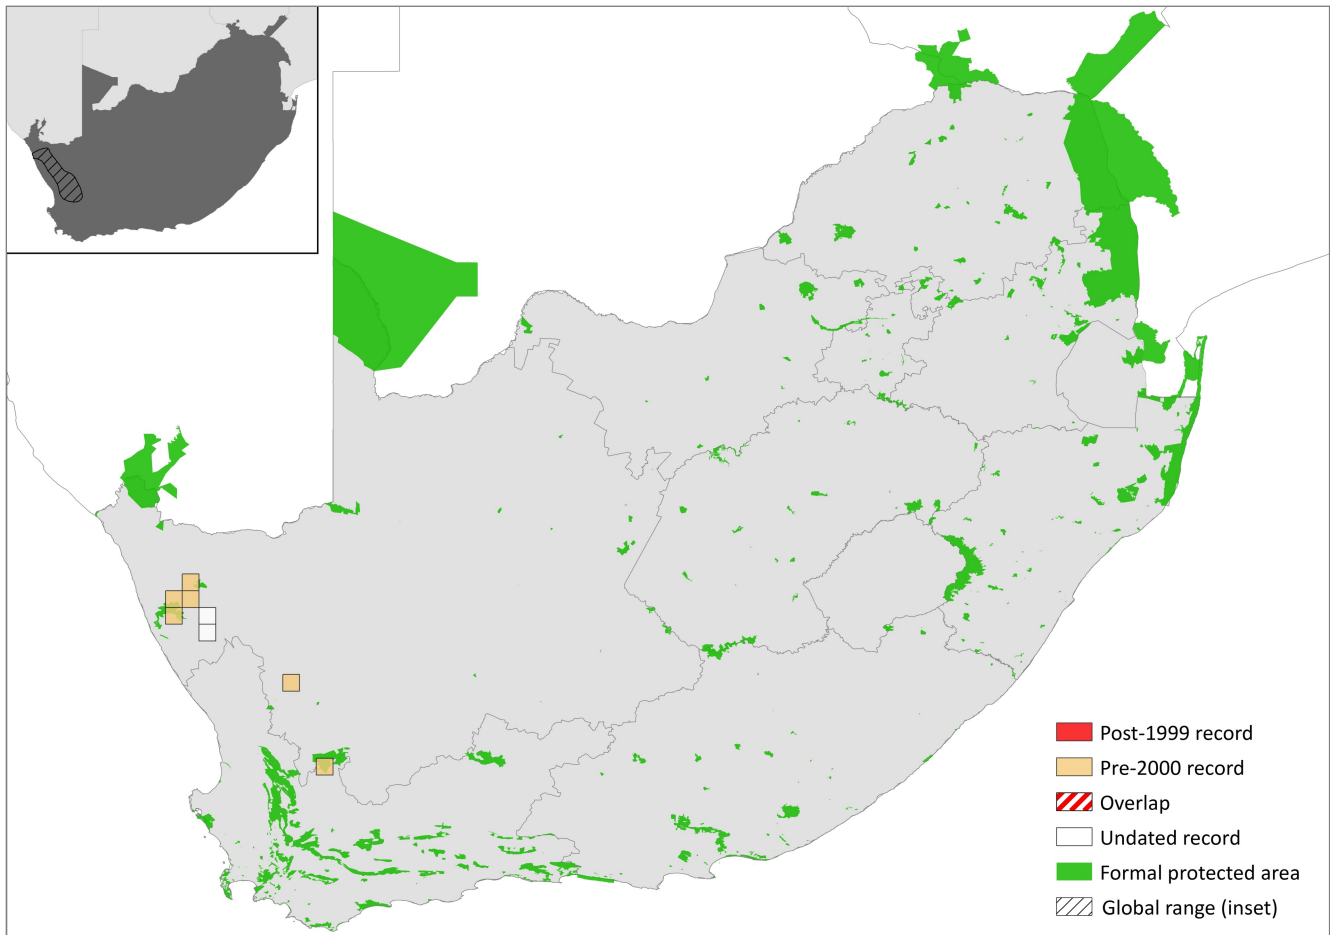 Post-1999 record
Pre-2000 record
Overlap
Undated record
Formal protected area
Global range (inset)